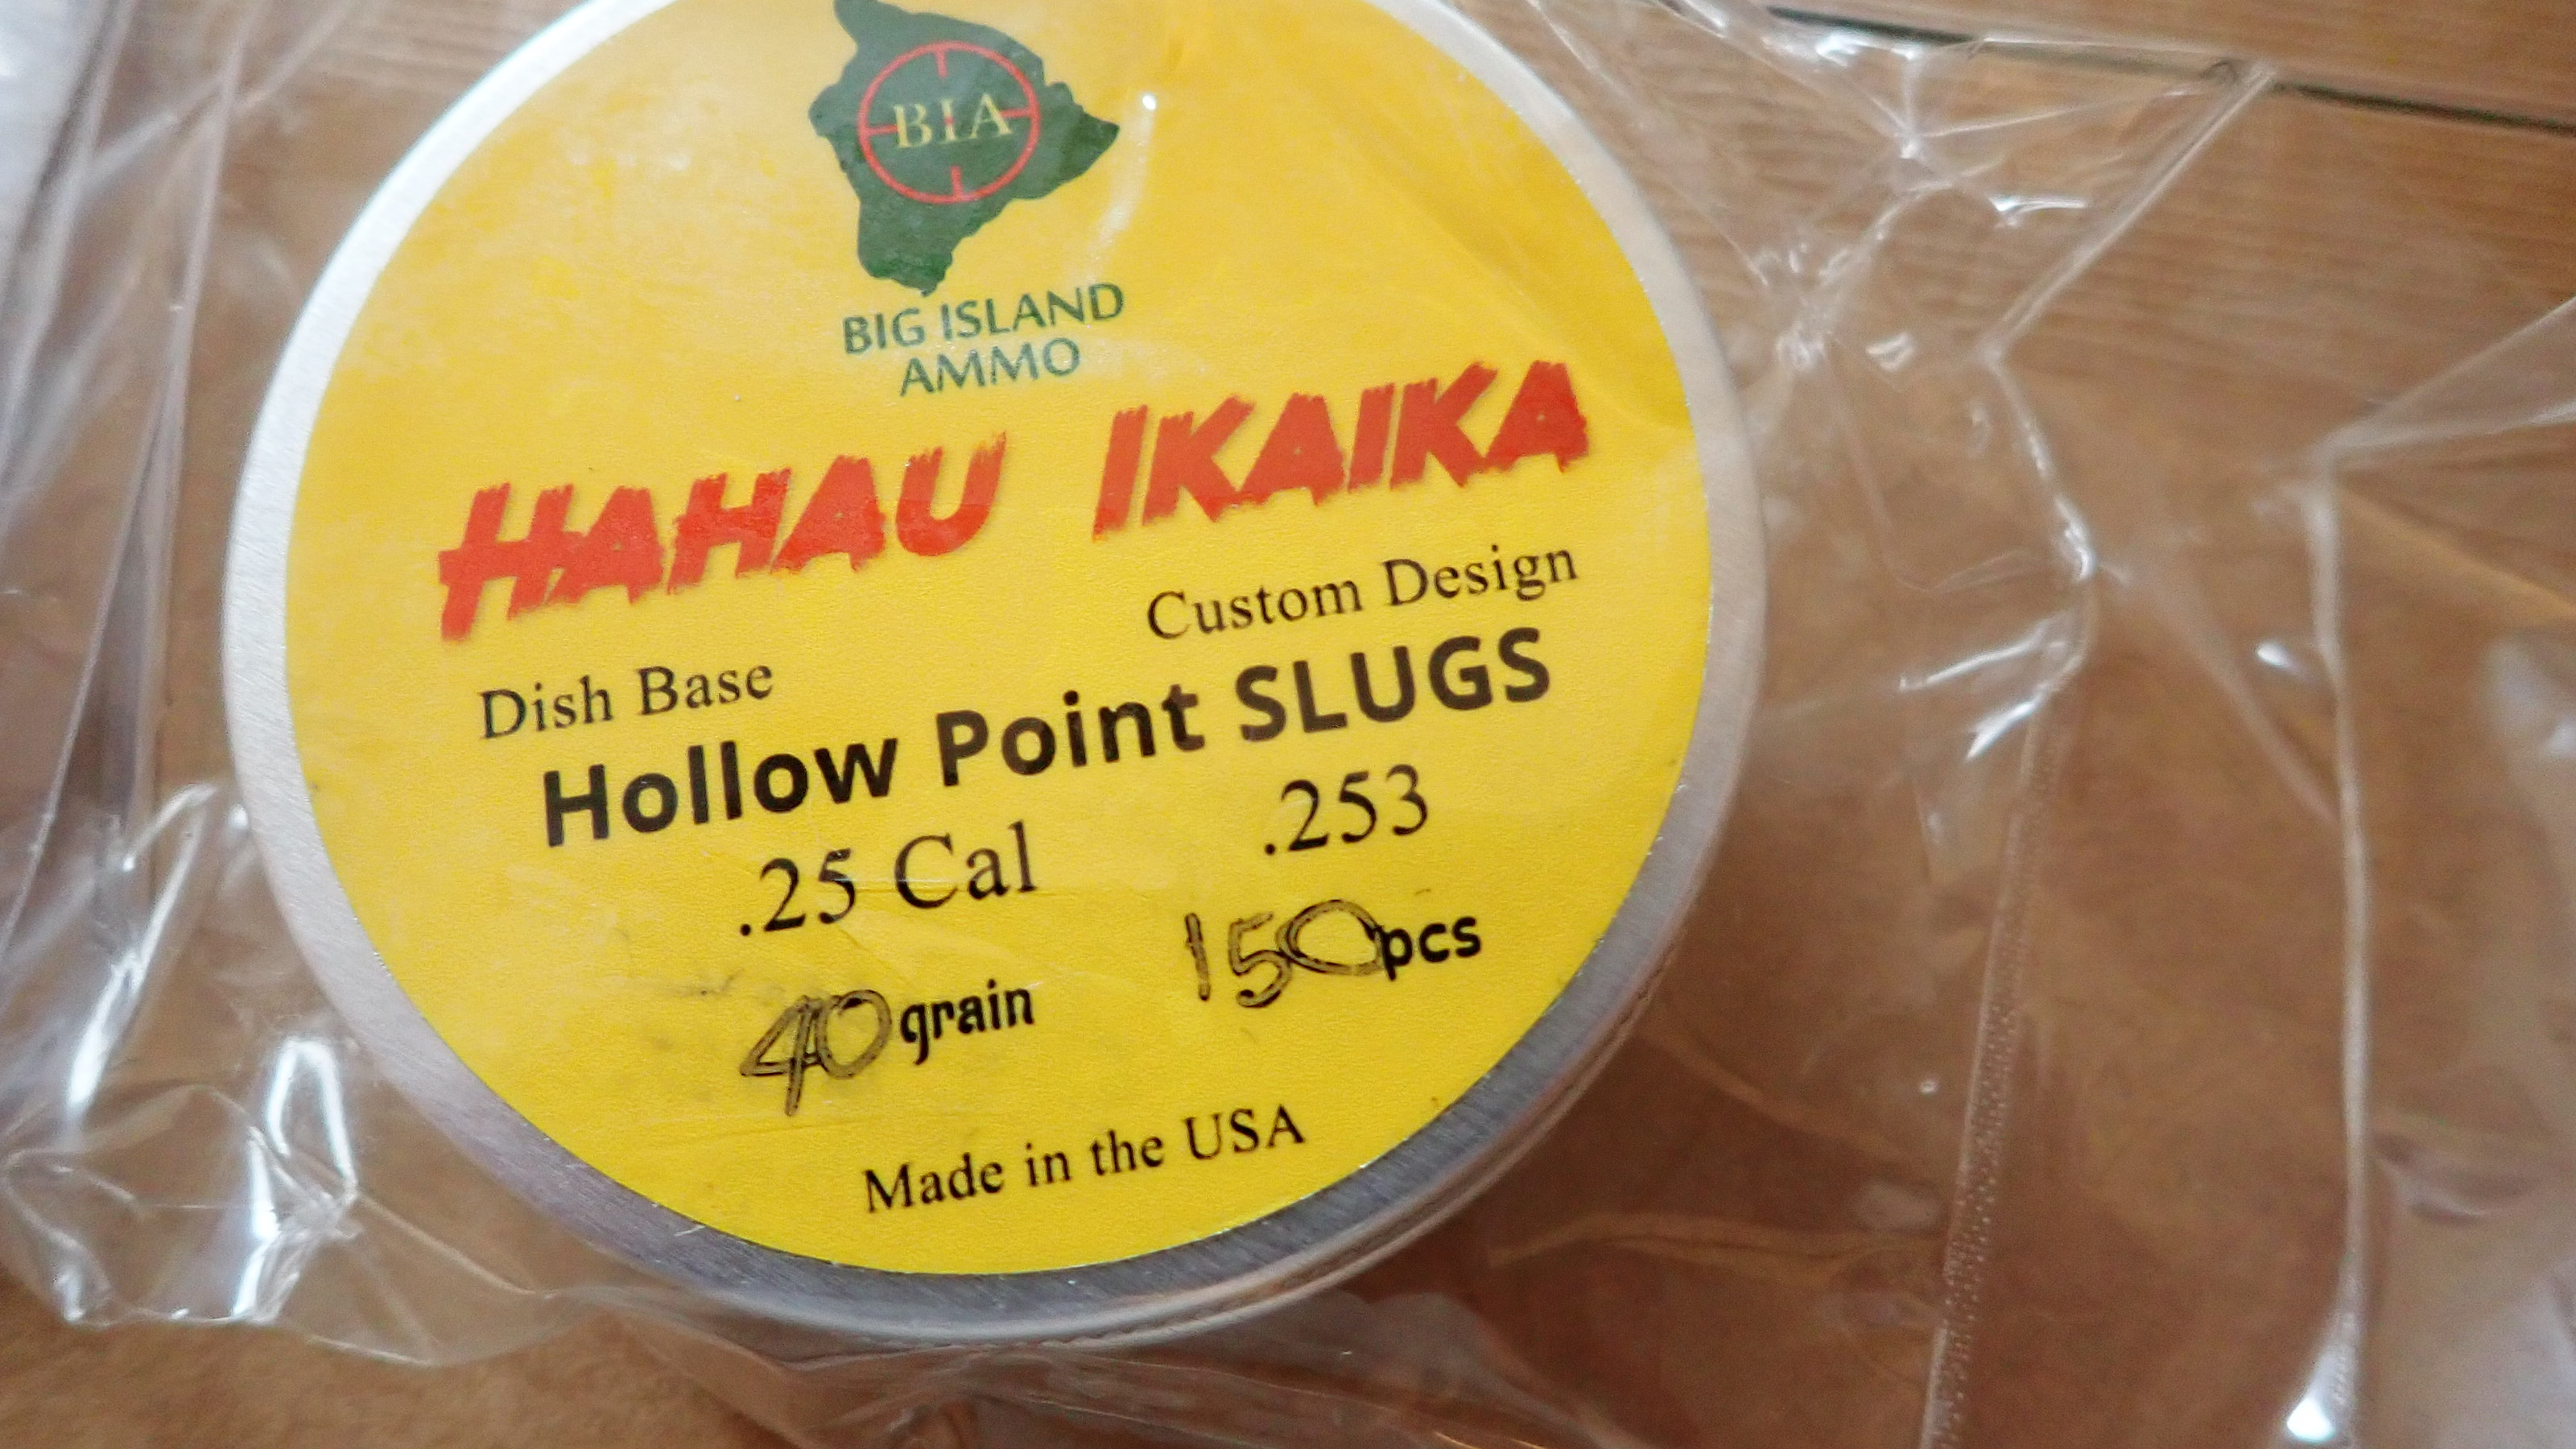 BIA
BIG ISLAND
AMMO
HAHAU IKAIKA
Dish Base Custom Design
Hollow Point SLUGS
.25 Cal .253
40 grain 150 pcs
Made in the USA